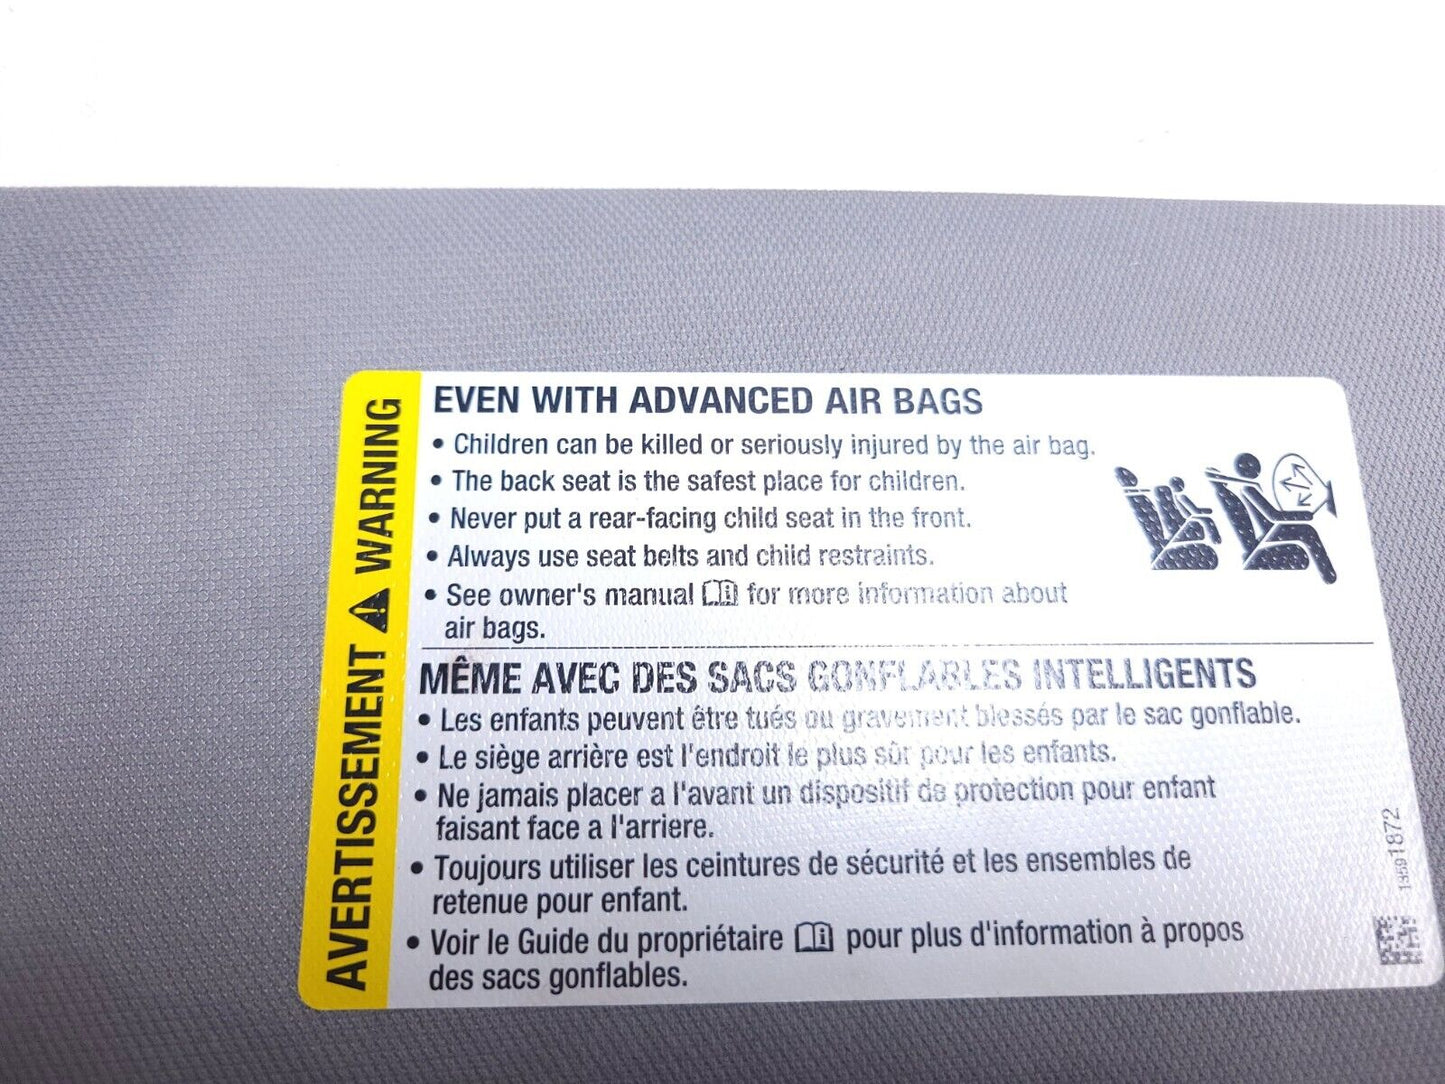 AVERTISSEMENT ⚠ WARNING
EVEN WITH ADVANCED AIR BAGS
• Children can be killed or seriously injured by the air bag.
• The back seat is the safest place for children.
• Never put a rear-facing child seat in the front.
• Always use seat belts and child restraints.
• See owner's manual for more information about
air bags.
MÊME AVEC DES SACS GONFLABLES INTELLIGENTS
• Les enfants peuvent être tués ou gravement blessés par le sac gonflable.
• Le siège arrière est l'endroit le plus sûr pour les enfants.
• Ne jamais placer a l'avant un dispositif de protection pour enfant
faisant face a l'arriere.
• Toujours utiliser les ceintures de sécurité et les ensembles de
retenue pour enfant.
• Voir le Guide du propriétaire pour plus d'information à propos
des sacs gonflables.
13591872